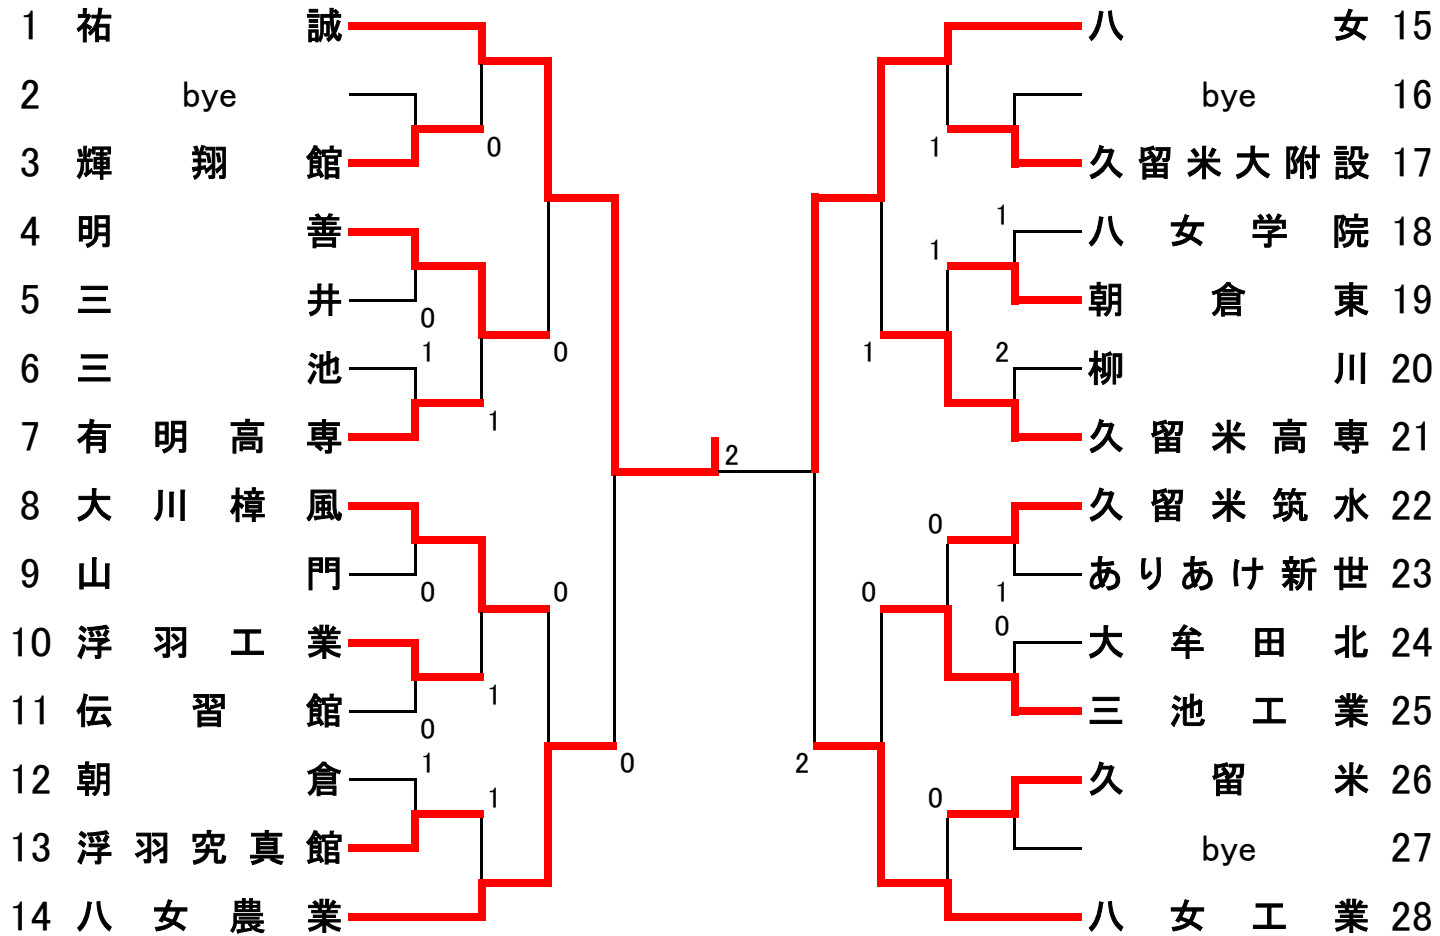 1 祐誠
2 bye
0
3 輝翔館
4 明善
5 三井
0
1
0
6 三池
7 有明高専
1
2
8 大川樟風
9 山門
0
0
10 浮羽工業
1
11 伝習館
0
1
0
12 朝倉
1
13 浮羽究真館
14 八女農業
八女 15
bye 16
1
久留米大附設 17
1
八女学院 18
1
朝倉東 19
1
2
柳川 20
久留米高専 21
久留米筑水 22
0
ありあけ新世 23
0
1
0
大牟田北 24
三池工業 25
2
久留米 26
0
bye 27
八女工業 28